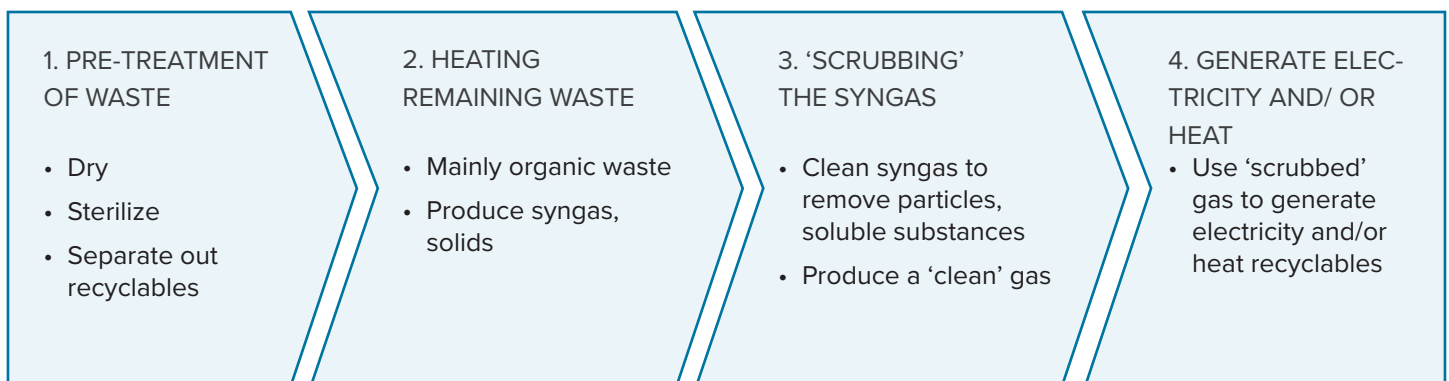 1. PRE-TREATMENT
OF WASTE
• Dry
• Sterilize
• Separate out
recyclables
2. HEATING
REMAINING WASTE
• Mainly organic waste
• Produce syngas,
solids
3. ‘SCRUBBING’
THE SYNGAS
• Clean syngas to
remove particles,
soluble substances
• Produce a ‘clean’ gas
4. GENERATE ELEC-
TRICITY AND/ OR
HEAT
• Use ‘scrubbed’
gas to generate
electricity and/or
heat recyclables